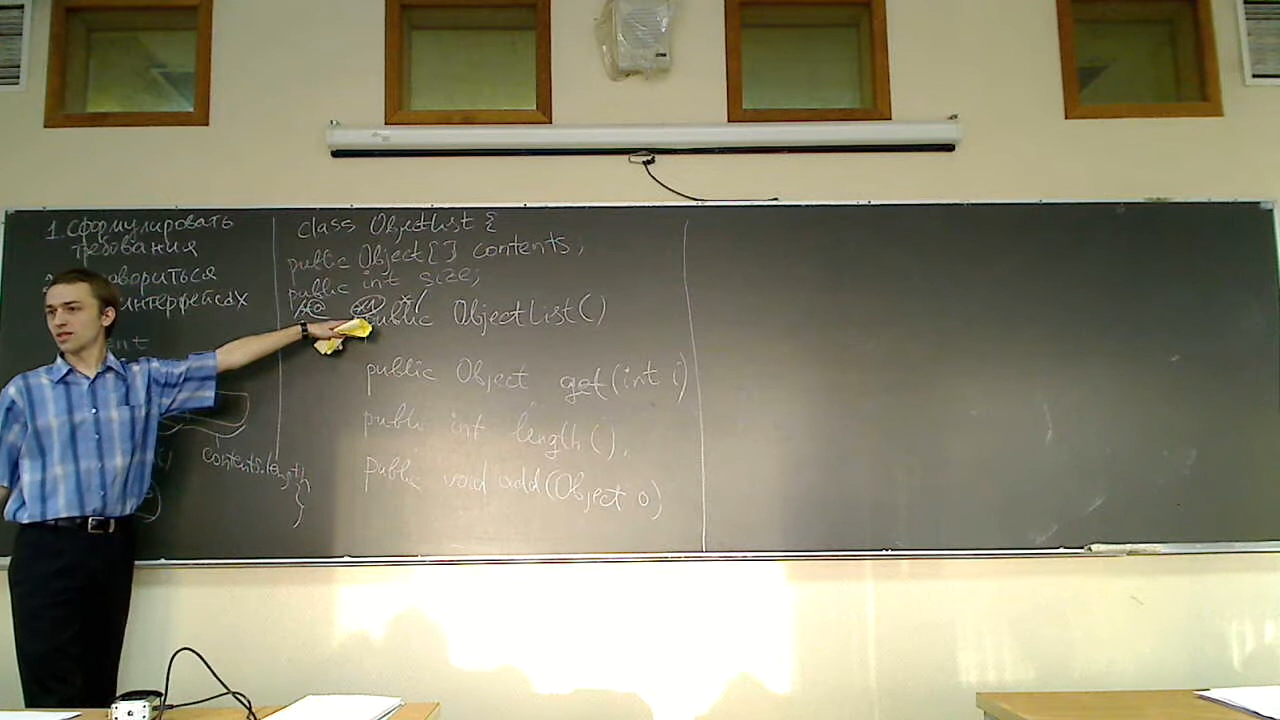 1. сформулировать
требования
интерфейсах
contents.length
}
class ObjectList {
public Object[] contents;
public int size;
public ObjectList()
public Object get(int i)
public int length();
public void add(Object o)